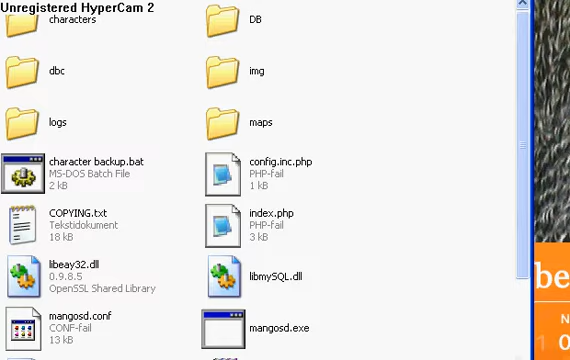 Unregistered HyperCam 2
characters
DB
dbc
img
logs
maps
character backup.bat
MS-DOS Batch File
2 kB
config.inc.php
PHP-fail
1 kB
COPYING.txt
Tekstidokument
18 kB
index.php
PHP-fail
3 kB
libeay32.dll
0.9.8.5
OpenSSL Shared Library
libmySQL.dll
mangosd.conf
CONF-fail
13 kB
mangosd.exe
be
N
1 0